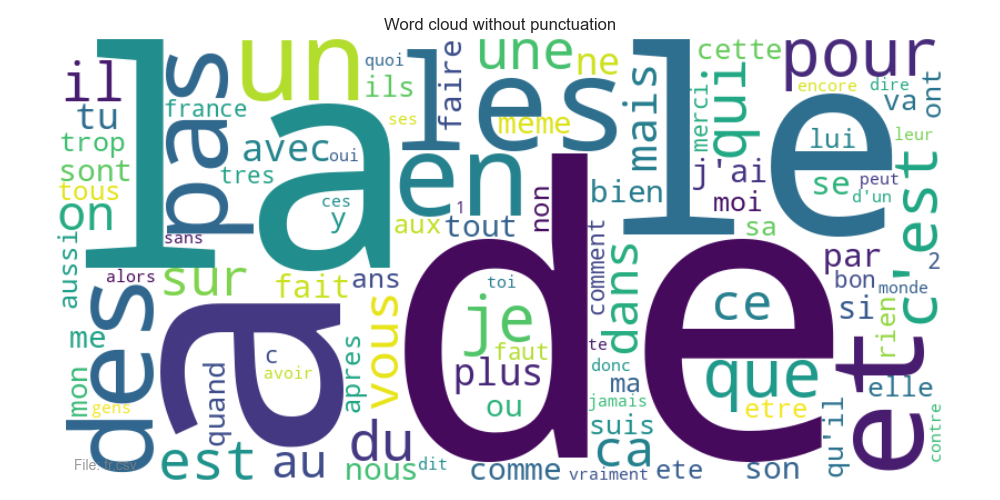 Word cloud without punctuation
la
les
le
de
a
des
pas
un
une
ne
pour
il
tu
trop
sont
tous
on
aussi
france
quoi
ils
ses
faire
meme
mais
merci
qui
cette
encore
dire
va
ont
lui
leur
avec
oui
tres
ces
y
en
aux
1
tout
non
bien
j'ai
moi
sa
se
peut
d'un
c'est
2
sans
alors
sur
fait
ans
vous
apres
comment
dans
par
bon
monde
si
rien
ce
toi
je
faut
plus
ou
te
donc
ma
jamais
suis
ca
que
etre
elle
et
qu'il
contre
me
mon
gens
quand
c
avoir
est
au
du
nous
dit
comme
vraiment
ete
son
File: fr.csv